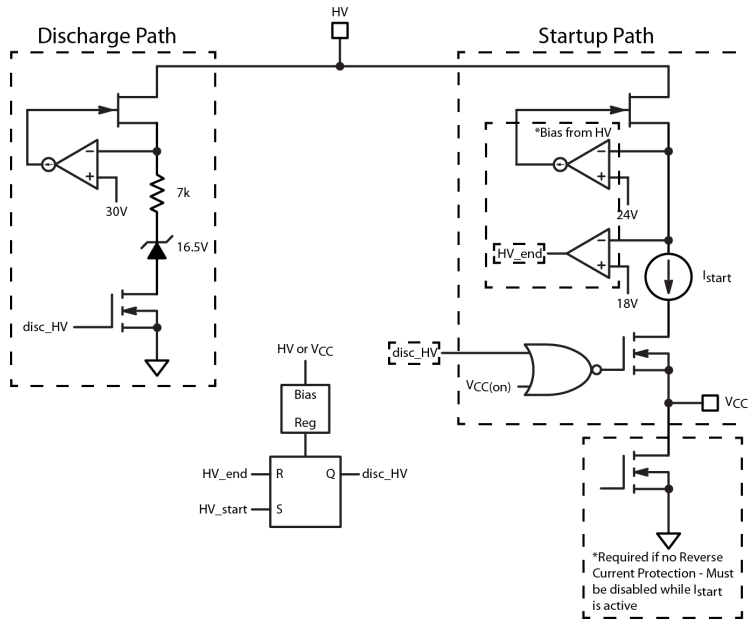 HV
Discharge Path
Startup Path
*Bias from HV
−
+
30V
7k
16.5V
disc_HV
−
+
24V
HV_end
−
+
18V
Istart
disc_HV
VCC(on)
VCC
HV or VCC
Bias
Reg
HV_end
R
Q
disc_HV
HV_start
S
*Required if no Reverse
Current Protection - Must
be disabled while Istart
is active